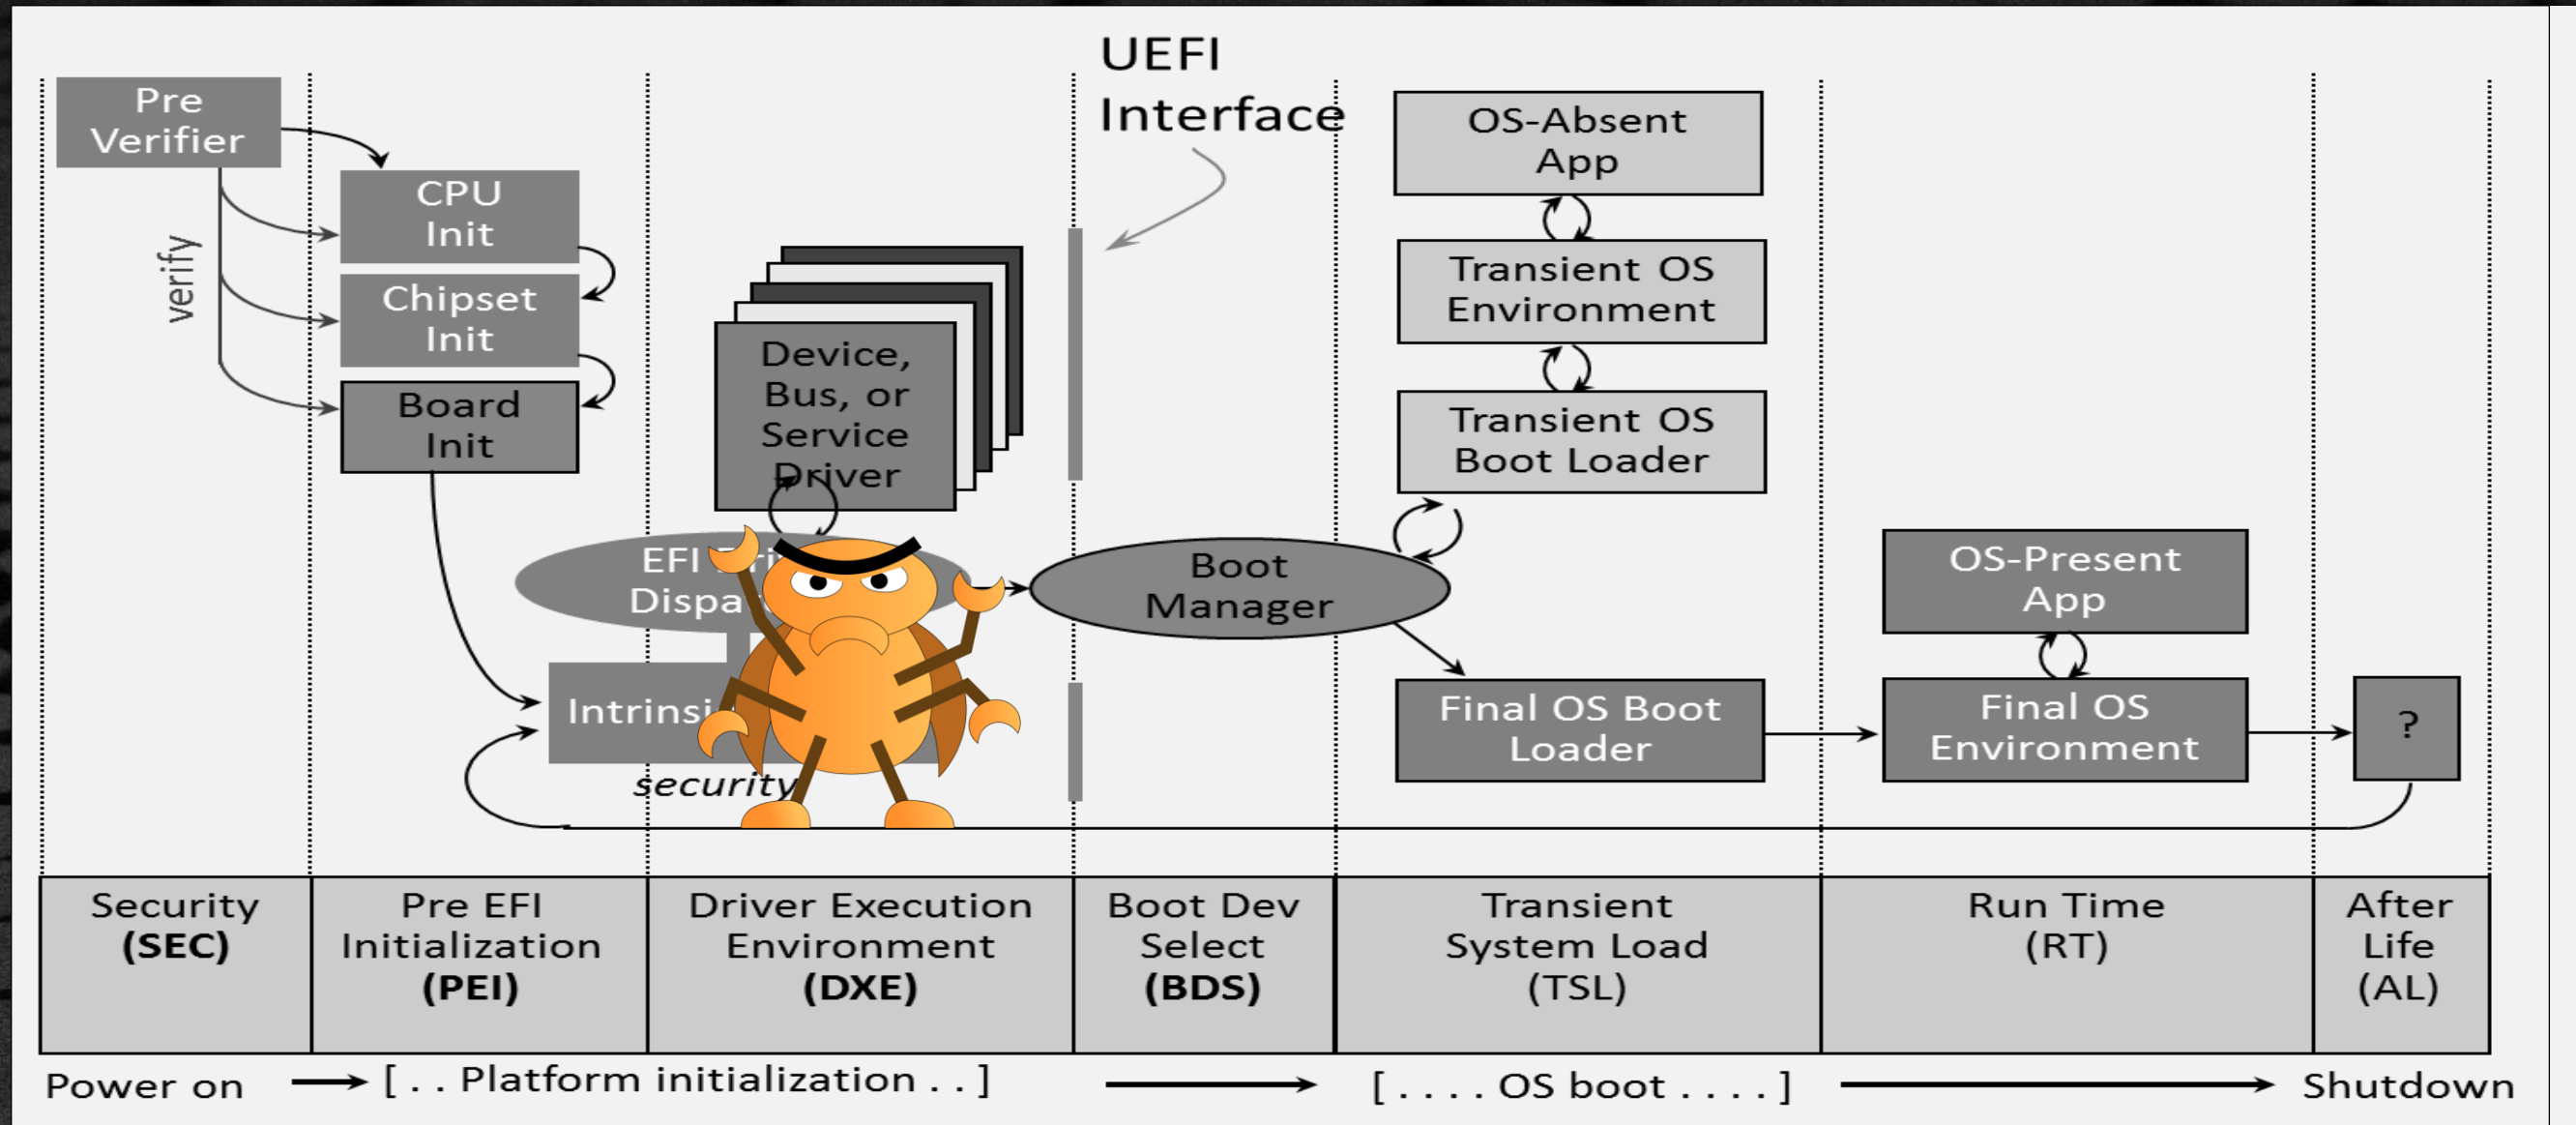 UEFI
Interface
Pre
Verifier
verify
CPU
Init
Chipset
Init
Board
Init
Device,
Bus, or
Service
Driver
EFI
security
Boot
Manager
OS-Absent
App
Transient OS
Environment
Transient OS
Boot Loader
Final OS Boot
Loader
OS-Present
App
Final OS
Environment
?
Security
(SEC)
Pre EFI
Initialization
(PEI)
Driver Execution
Environment
(DXE)
Boot Dev
Select
(BDS)
Transient
System Load
(TSL)
Run Time
(RT)
After
Life
(AL)
Power on
[ . . Platform initialization . . ]
[ . . . . OS boot . . . . ]
Shutdown